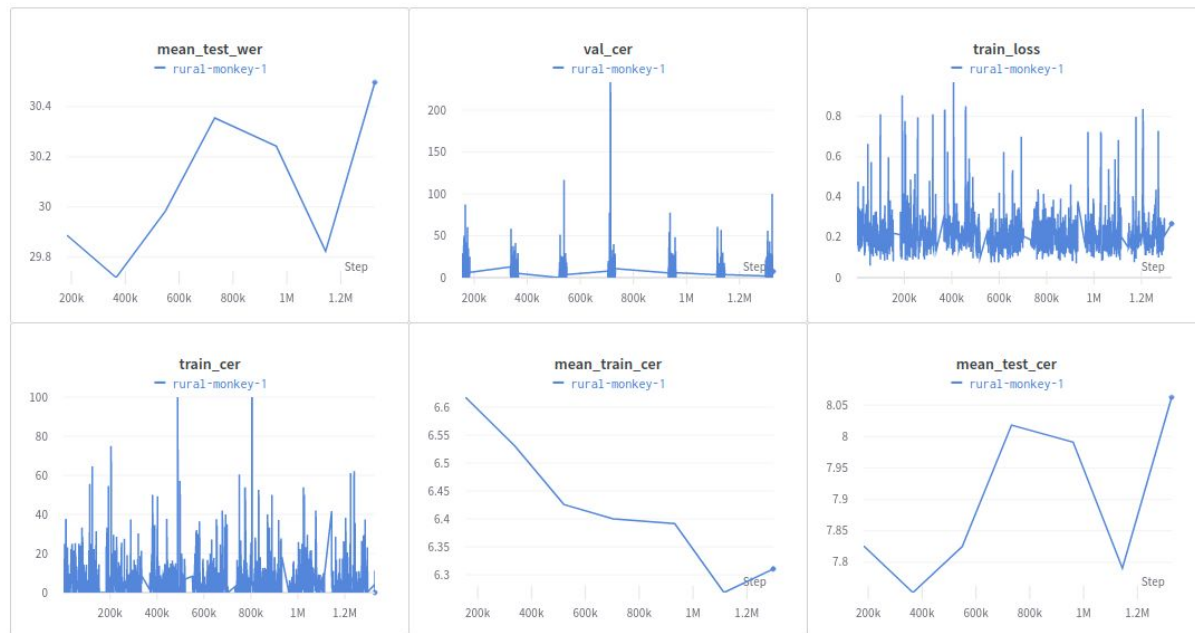 mean_test_wer
rural-monkey-1
30.4
30.2
30
29.8
Step
200k 400k 600k 800k 1M 1.2M
val_cer
rural-monkey-1
200
150
100
50
0
Step
200k 400k 600k 800k 1M 1.2M
train_loss
rural-monkey-1
0.8
0.6
0.4
0.2
0
Step
200k 400k 600k 800k 1M 1.2M
train_cer
rural-monkey-1
100
80
60
40
20
0
200k 400k 600k 800k 1M 1.2M
mean_train_cer
rural-monkey-1
6.6
6.55
6.5
6.45
6.4
6.35
6.3
Step
200k 400k 600k 800k 1M 1.2M
mean_test_cer
rural-monkey-1
8.05
8
7.95
7.9
7.85
7.8
Step
200k 400k 600k 800k 1M 1.2M